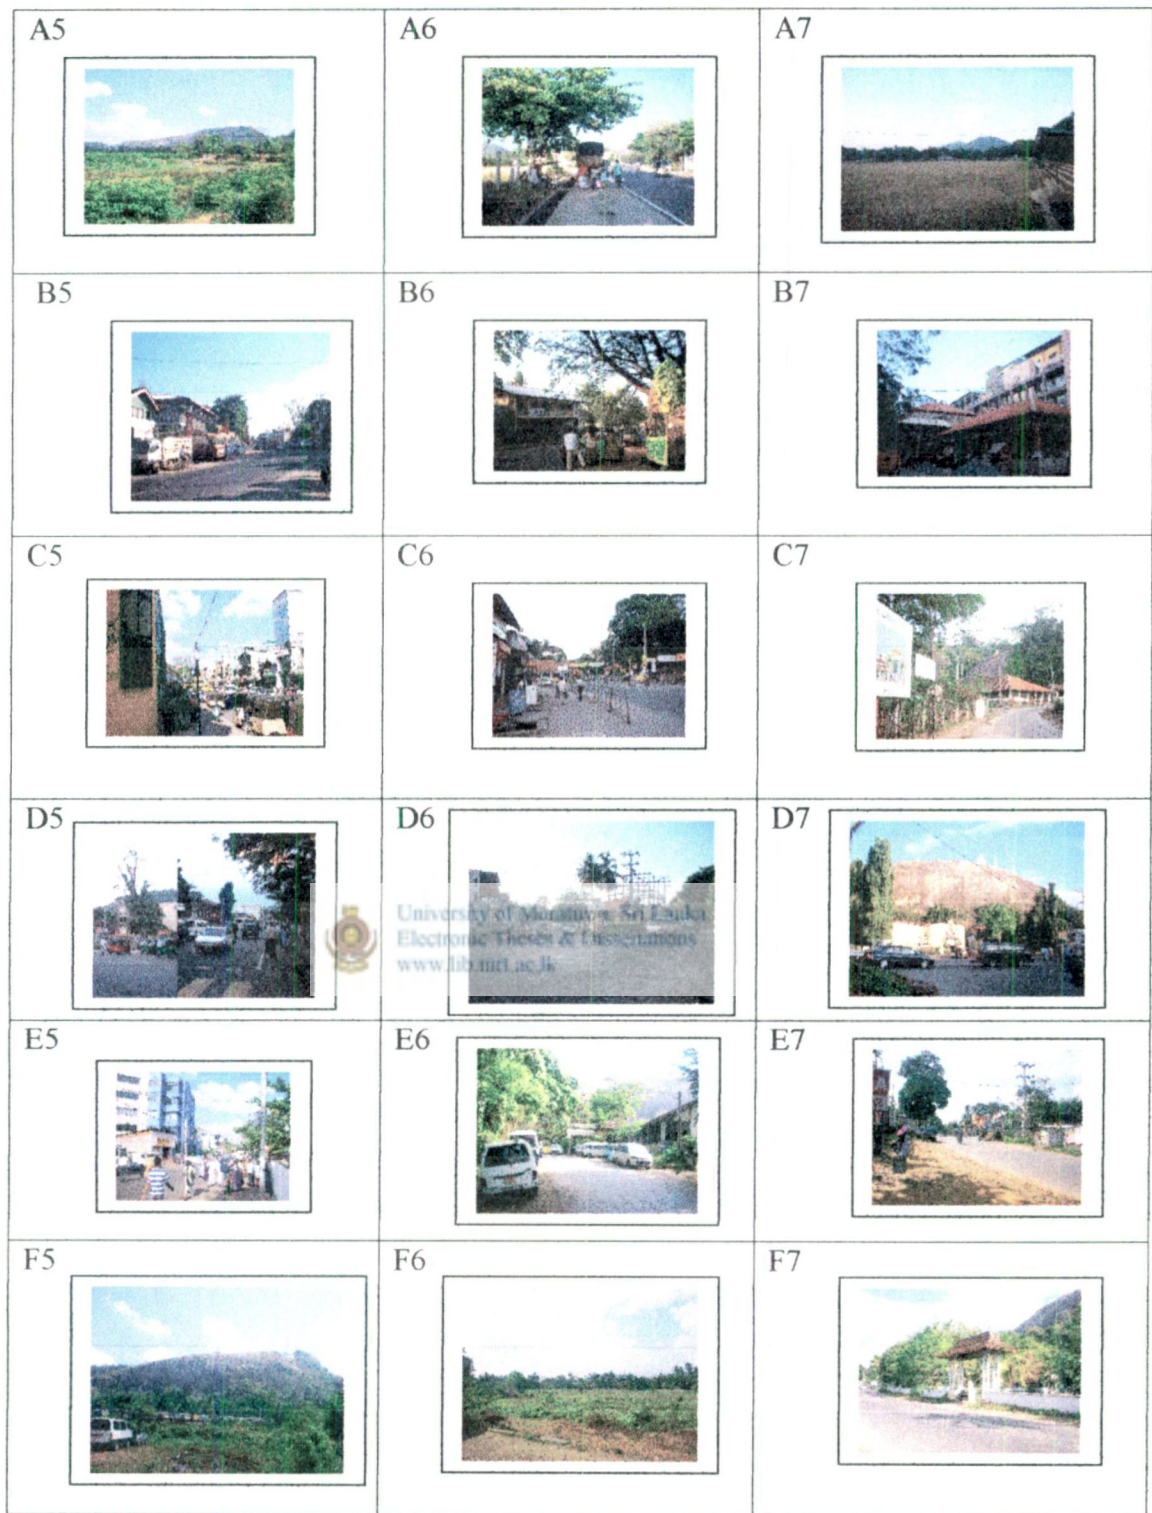 A5
A6
A7
B5
B6
B7
C5
C6
C7
D5
D6
D7
University of Moratuwa, Sri Lanka
Electronic Theses & Dissertations
www.lib.mrt.ac.lk
E5
E6
E7
F5
F6
F7